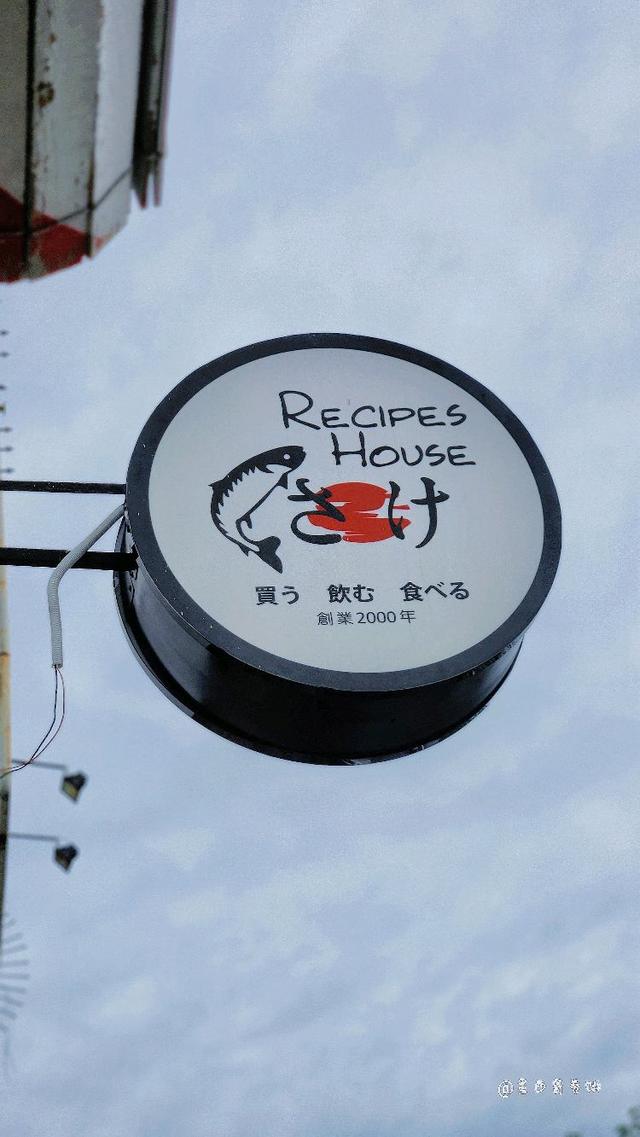 RECIPES
HOUSE
さけ
買う 飲む 食べる
創業2000年